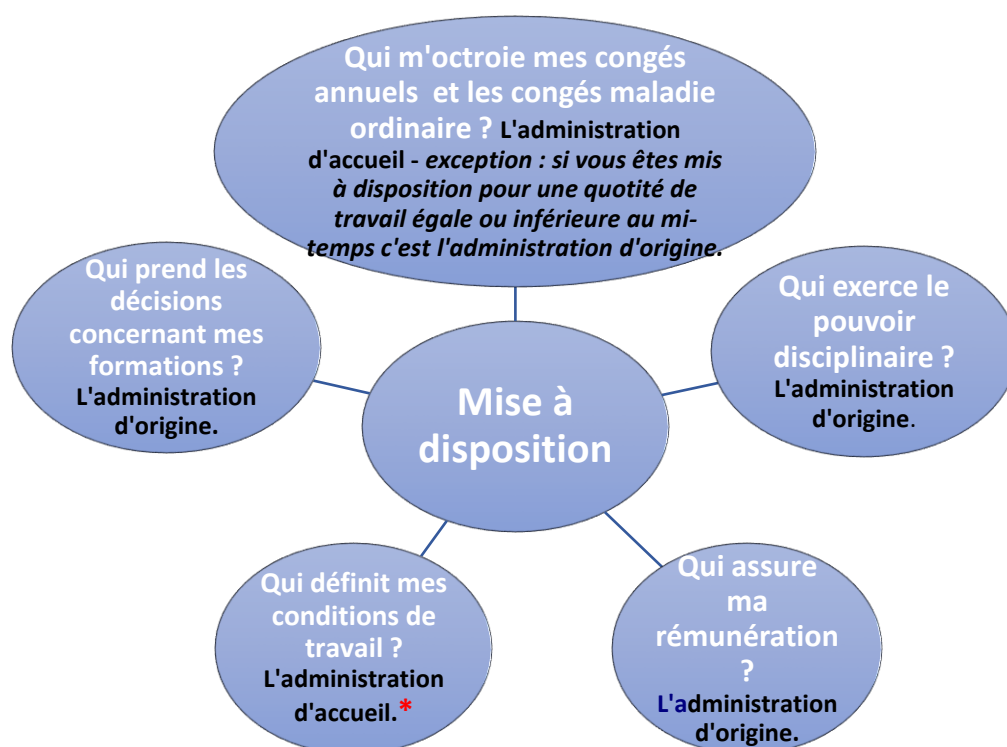 Qui m'octroie mes congés
annuels et les congés maladie
ordinaire ? L'administration
d'accueil - exception : si vous êtes mis
à disposition pour une quotité de
travail égale ou inférieure au mi-
temps c'est l'administration d'origine.
Qui prend les
décisions
concernant mes
formations ?
L'administration
d'origine.
Qui exerce le
pouvoir
disciplinaire ?
L'administration
d'origine.
Mise à
disposition
Qui définit mes
conditions de
travail ?
L'administration
d'accueil.*
Qui assure
ma
rémunération
?
L'administration
d'origine.